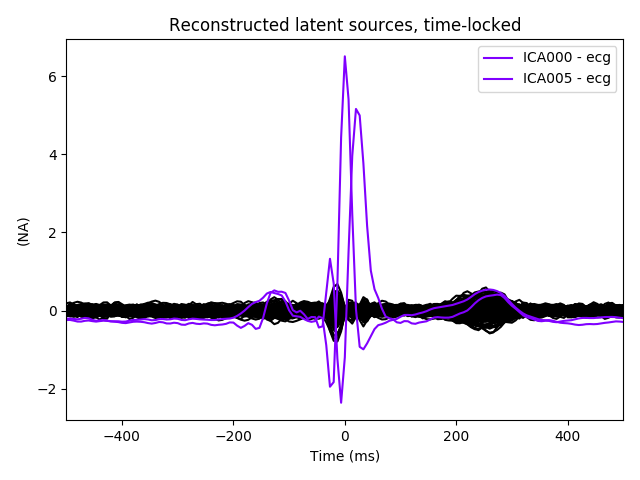 Reconstructed latent sources, time-locked
ICA000 - ecg
ICA005 - ecg
6
4
2
0
−2
(NA)
−400
−200
0
200
400
Time (ms)